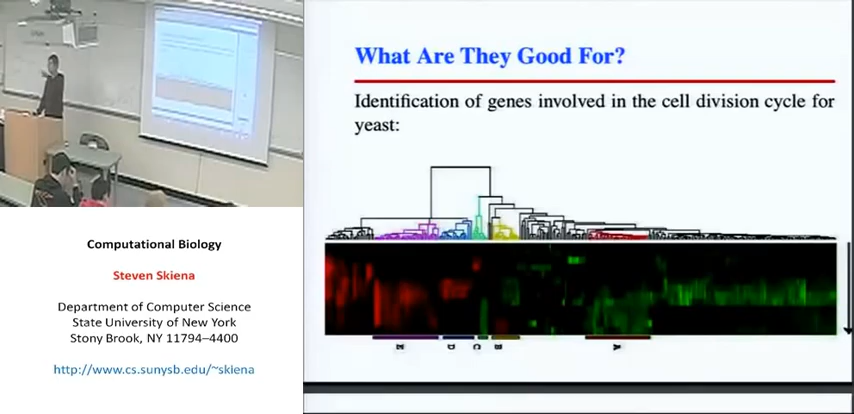 What Are They Good For?
Identification of genes involved in the cell division cycle for
yeast:
E D C B A
Computational Biology
Steven Skiena
Department of Computer Science
State University of New York
Stony Brook, NY 11794–4400
http://www.cs.sunysb.edu/~skiena